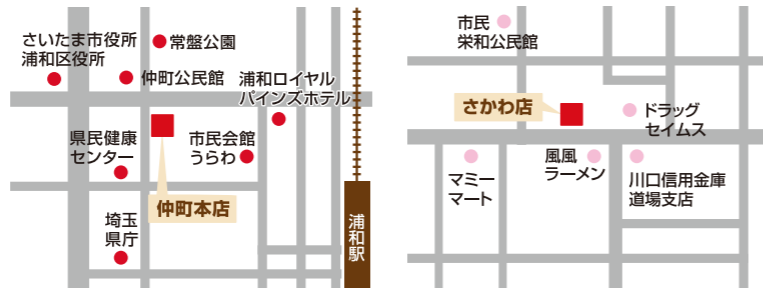 さいたま市役所
浦和区役所
常盤公園
仲町公民館
浦和ロイヤル
パインズホテル
県民健康
センター
市民会館
うらわ
仲町本店
埼玉
県庁
浦和駅
市民
栄和公民館
さかわ店
ドラッグ
セイムス
マミー
マート
風風
ラーメン
川口信用金庫
道場支店